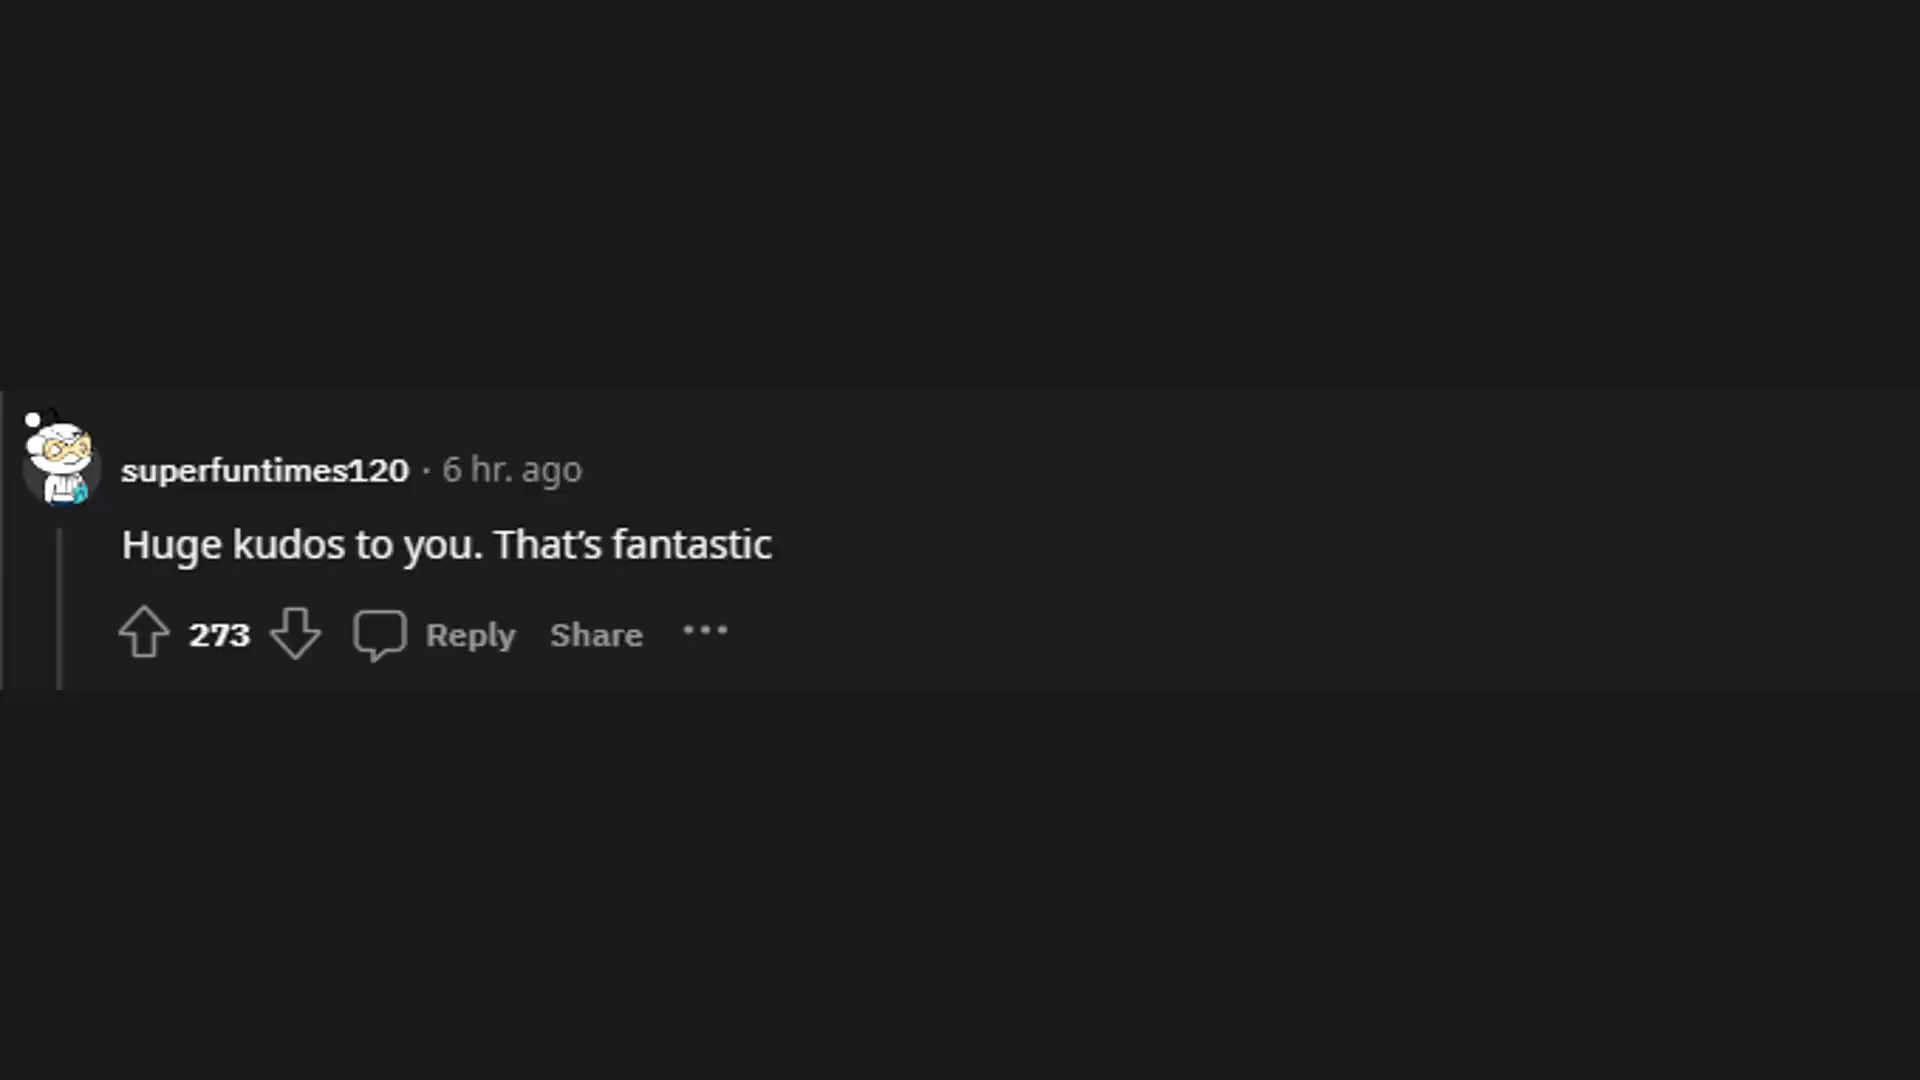 superfuntimes120 · 6 hr. ago
Huge kudos to you. That’s fantastic
273 Reply Share ···